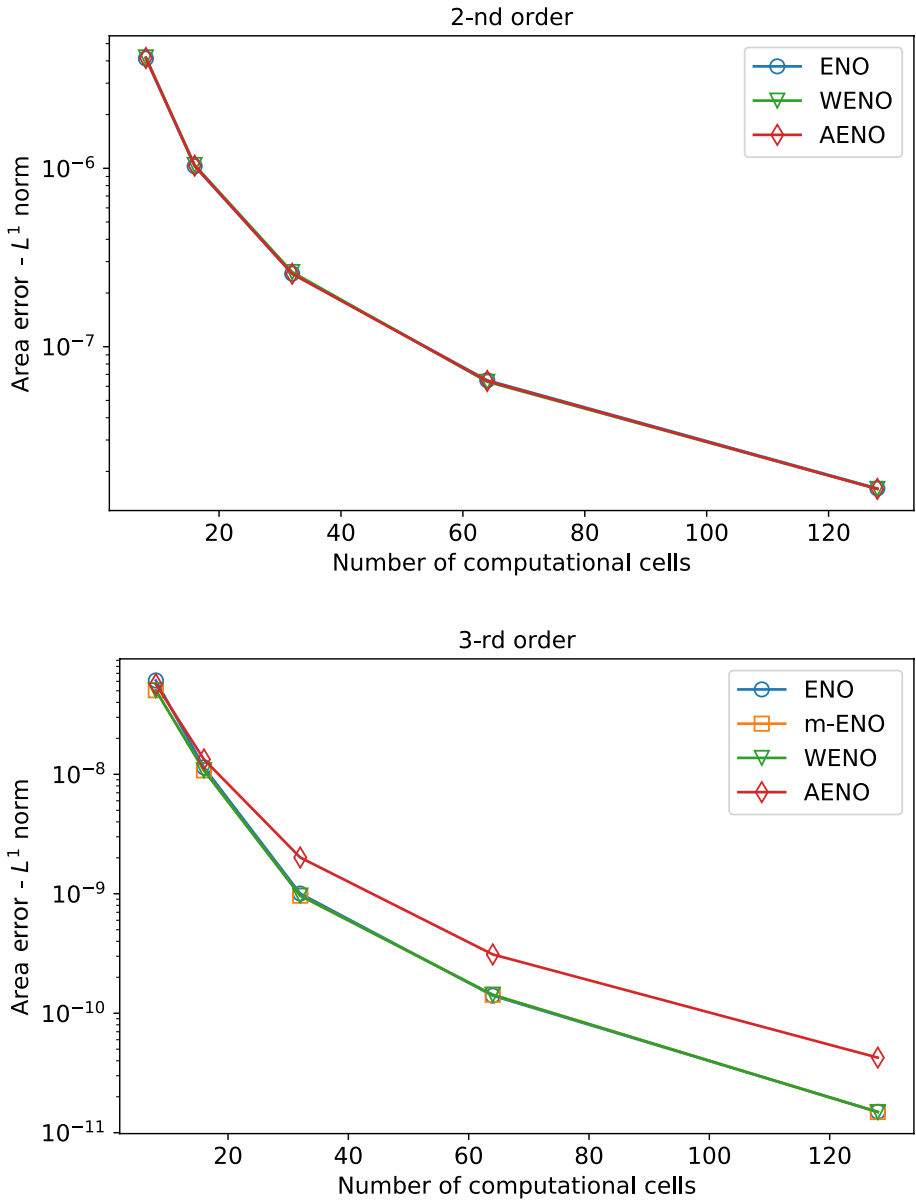 2-nd order
ENO
WENO
AENO
Area error - L¹ norm
10⁻⁶
10⁻⁷
20 40 60 80 100 120
Number of computational cells
3-rd order
ENO
m-ENO
WENO
AENO
Area error - L¹ norm
10⁻⁸
10⁻⁹
10⁻¹⁰
10⁻¹¹
20 40 60 80 100 120
Number of computational cells